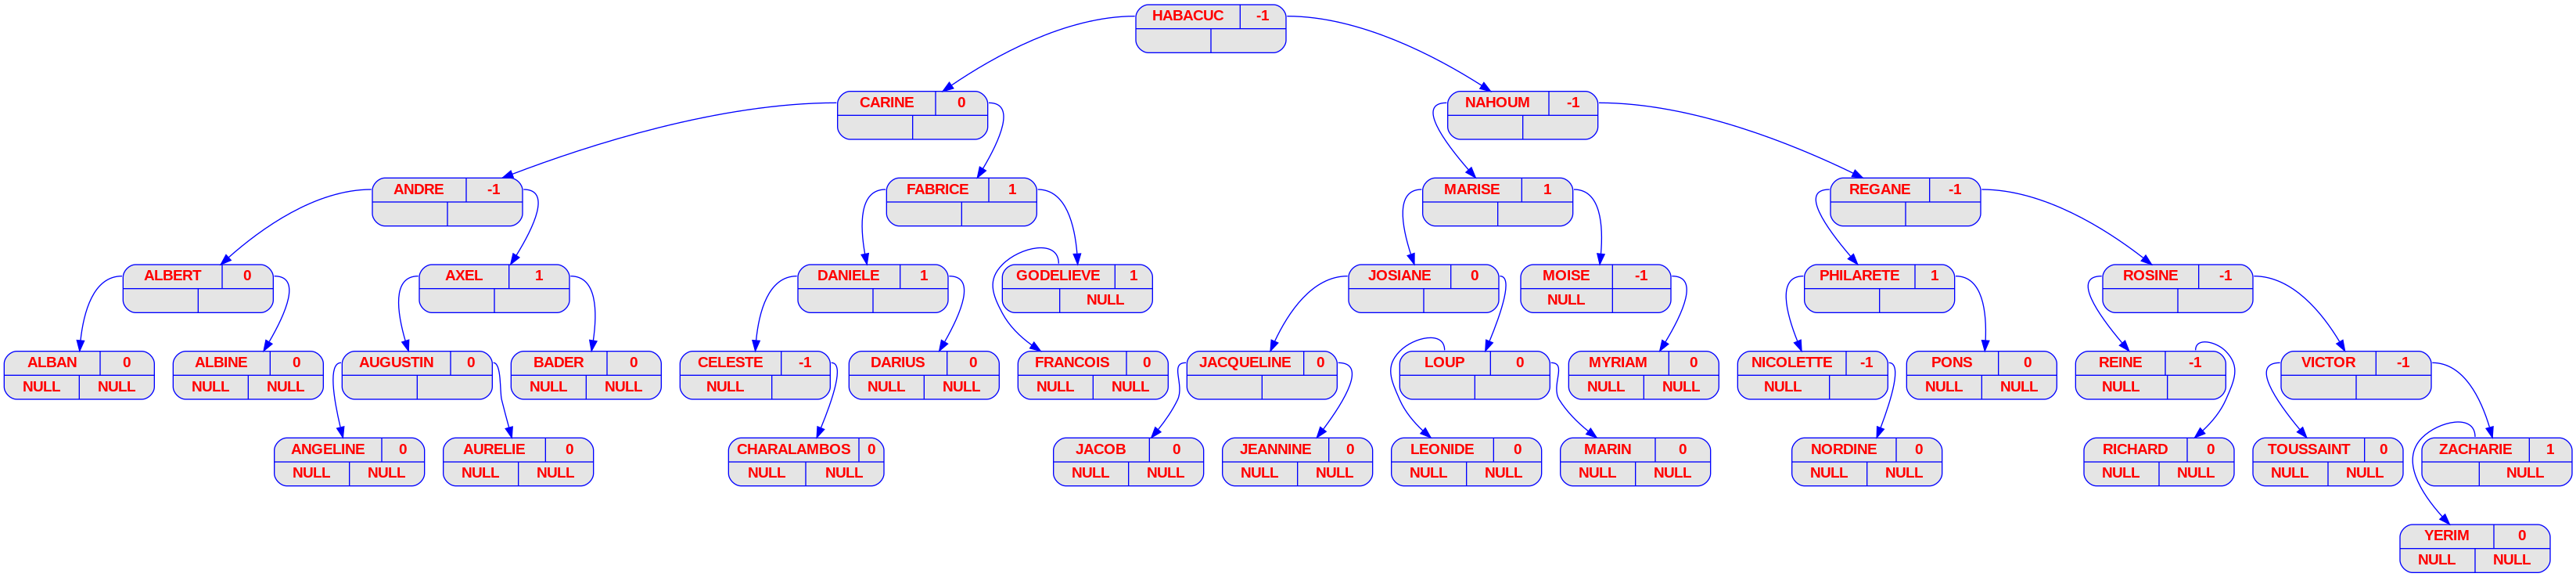 HABACUC -1
CARINE 0 NAHOUM -1
ANDRE -1 FABRICE 1 MARISE 1 REGANE -1
ALBERT 0 AXEL 1 DANIELE 1 GODELIEVE 1 JOSIANE 0 MOISE -1 PHILARETE 1 ROSINE -1
NULL NULL
ALBAN 0 ALBINE 0 AUGUSTIN 0 BADER 0 CELESTE -1 DARIUS 0 FRANCOIS 0 JACQUELINE 0 LOUP 0 MYRIAM 0 NICOLETTE -1 PONS 0 REINE -1 VICTOR -1
NULL NULL NULL NULL NULL NULL NULL NULL NULL NULL NULL NULL NULL NULL NULL NULL NULL
ANGELINE 0 AURELIE 0 CHARALAMBOS 0 JACOB 0 JEANNINE 0 LEONIDE 0 MARIN 0 NORDINE 0 RICHARD 0 TOUSSAINT 0 ZACHARIE 1
NULL NULL NULL NULL NULL NULL NULL NULL NULL NULL NULL NULL NULL NULL NULL NULL NULL NULL NULL NULL NULL
YERIM 0
NULL NULL